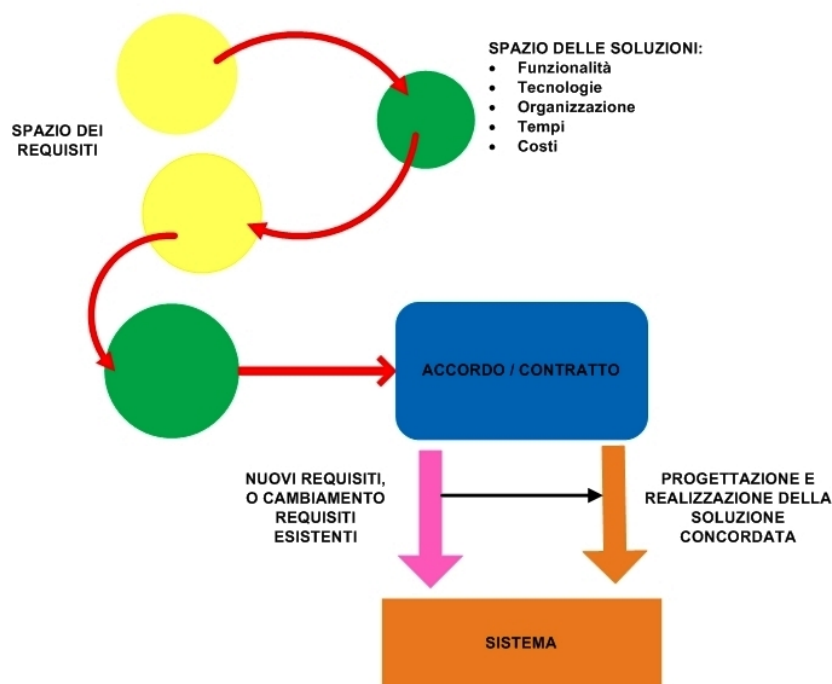 SPAZIO DELLE SOLUZIONI:
• Funzionalità
• Tecnologie
• Organizzazione
• Tempi
• Costi
SPAZIO DEI
REQUISITI
ACCORDO / CONTRATTO
NUOVI REQUISITI,
O CAMBIAMENTO
REQUISITI
ESISTENTI
PROGETTAZIONE E
REALIZZAZIONE DELLA
SOLUZIONE
CONCORDATA
SISTEMA